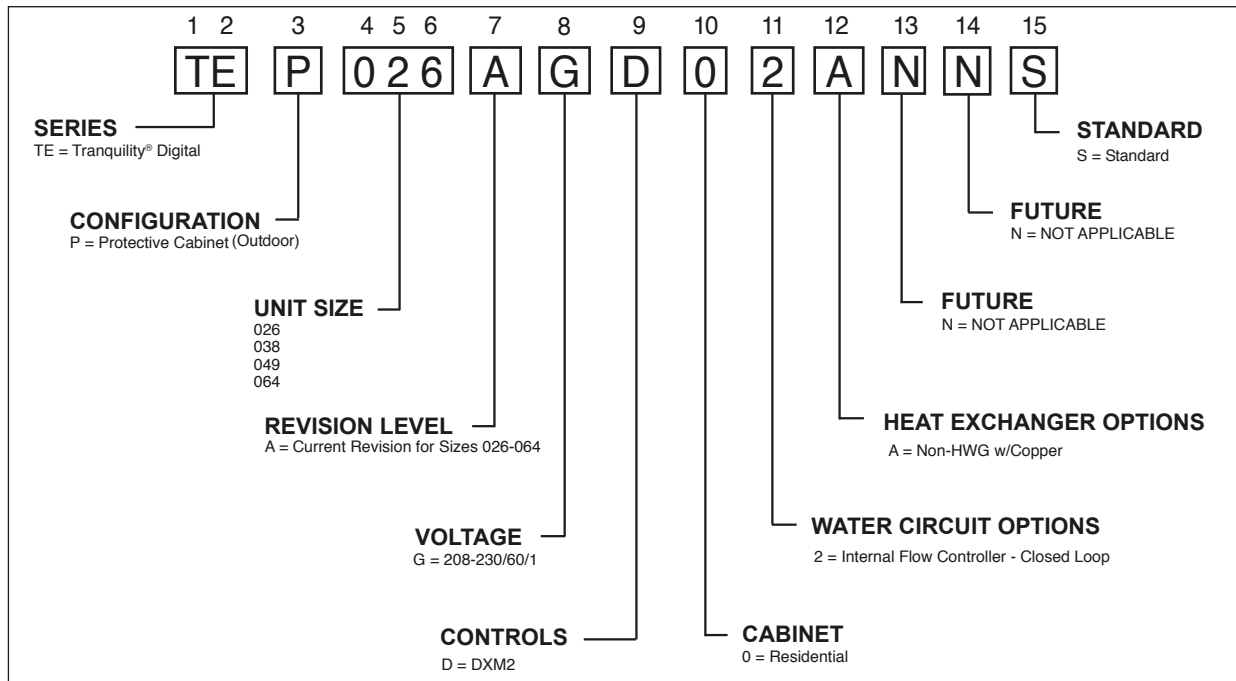 1 2 3 4 5 6 7 8 9 10 11 12 13 14 15
TE P 026 A G D 0 2 A N N S
SERIES
TE = Tranquility® Digital
CONFIGURATION
P = Protective Cabinet (Outdoor)
UNIT SIZE
026
038
049
064
REVISION LEVEL
A = Current Revision for Sizes 026-064
VOLTAGE
G = 208-230/60/1
CONTROLS
D = DXM2
CABINET
0 = Residential
WATER CIRCUIT OPTIONS
2 = Internal Flow Controller - Closed Loop
HEAT EXCHANGER OPTIONS
A = Non-HWG w/Copper
FUTURE
N = NOT APPLICABLE
FUTURE
N = NOT APPLICABLE
STANDARD
S = Standard